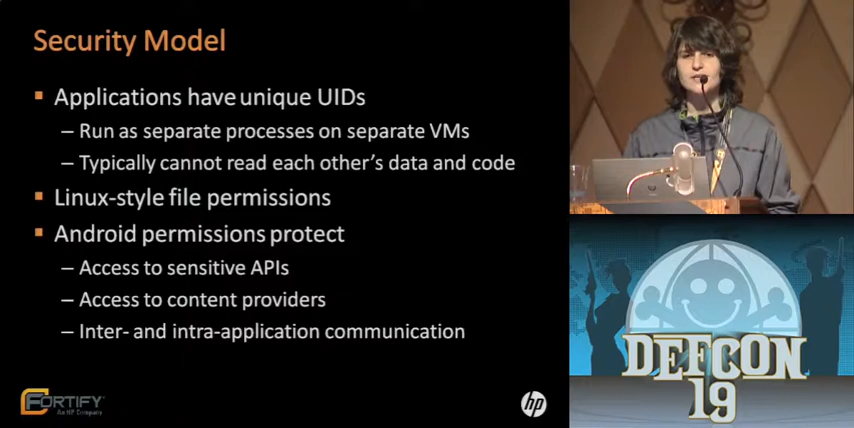 Security Model
▪ Applications have unique UIDs
– Run as separate processes on separate VMs
– Typically cannot read each other's data and code
▪ Linux-style file permissions
▪ Android permissions protect
– Access to sensitive APIs
– Access to content providers
– Inter- and intra-application communication
FORTIFY
An HP Company
hp
DEFCON
19